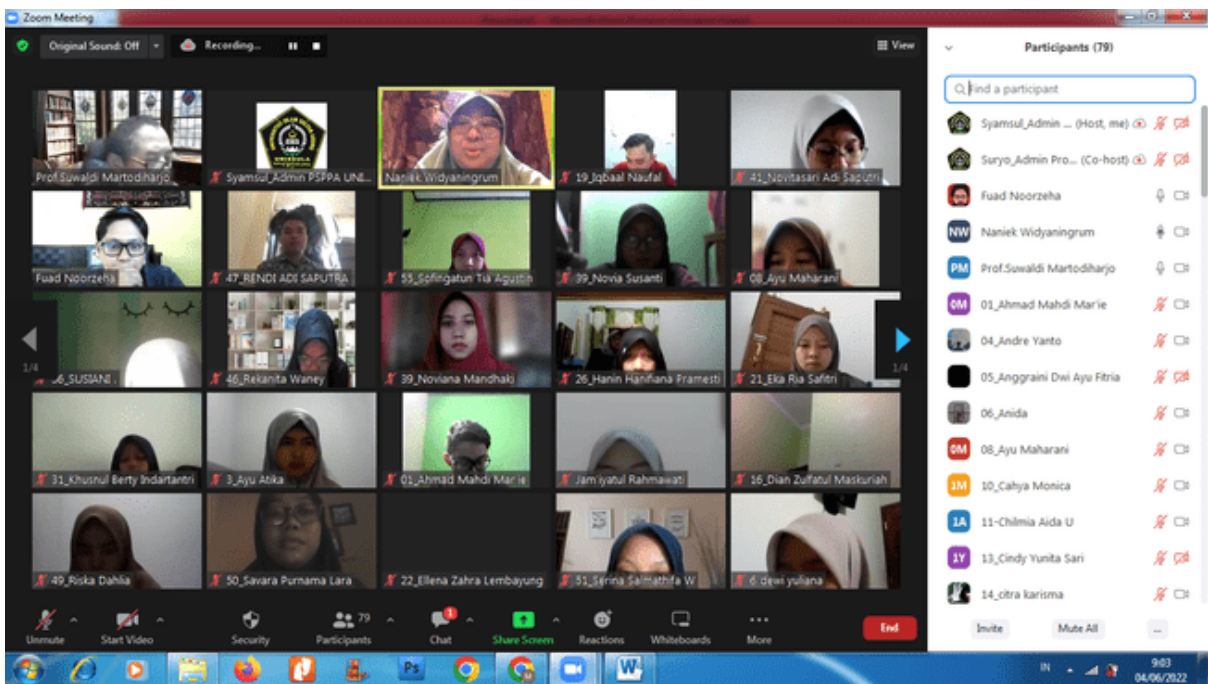 Zoom Meeting
Original Sound: Off
Recording...
View
Prof.Suwaldi Martodiharjo
Syamsul_Admin PSPPA UNI...
Naniek Widyaningrum
19_Iqbaal Naufal
41_Novitasari Adi Saputri
Fuad Noorzeha
47_RENDI ADI SAPUTRA
55_Sofingatun Tia Agustin
39_Novia Susanti
08_Ayu Maharani
1/4
56_SUSIANI .
46_Rekanita Waney
39_Noviana Mandhaki
26_Hanin Hanifiana Pramesti
21_Eka Ria Safitri
1/4
31_Khusnul Berty Indartantri
3_Ayu Atika
01_Ahmad Mahdi Mar'ie
Jam'iyatul Rahmawati
16_Dian Zulfatul Maskuriah
49_Riska Dahlia
50_Savara Purnama Lara
22_Ellena Zahra Lembayung
51_Serina Salmathifa W
6 dewi yuliana
Unmute
Start Video
Security
79
Participants
1
Chat
Share Screen
Reactions
Whiteboards
More
End
Participants (79)
Find a participant
Syamsul_Admin ... (Host, me)
Suryo_Admin Pro... (Co-host)
Fuad Noorzeha
NW Naniek Widyaningrum
PM Prof.Suwaldi Martodiharjo
0M 01_Ahmad Mahdi Mar'ie
04_Andre Yanto
05_Anggraini Dwi Ayu Fitria
06_Anida
0M 08_Ayu Maharani
1M 10_Cahya Monica
1A 11-Chilmia Aida U
1Y 13_Cindy Yunita Sari
14_citra karisma
Invite
Mute All
...
Ps
W
IN
9:03
04/06/2022